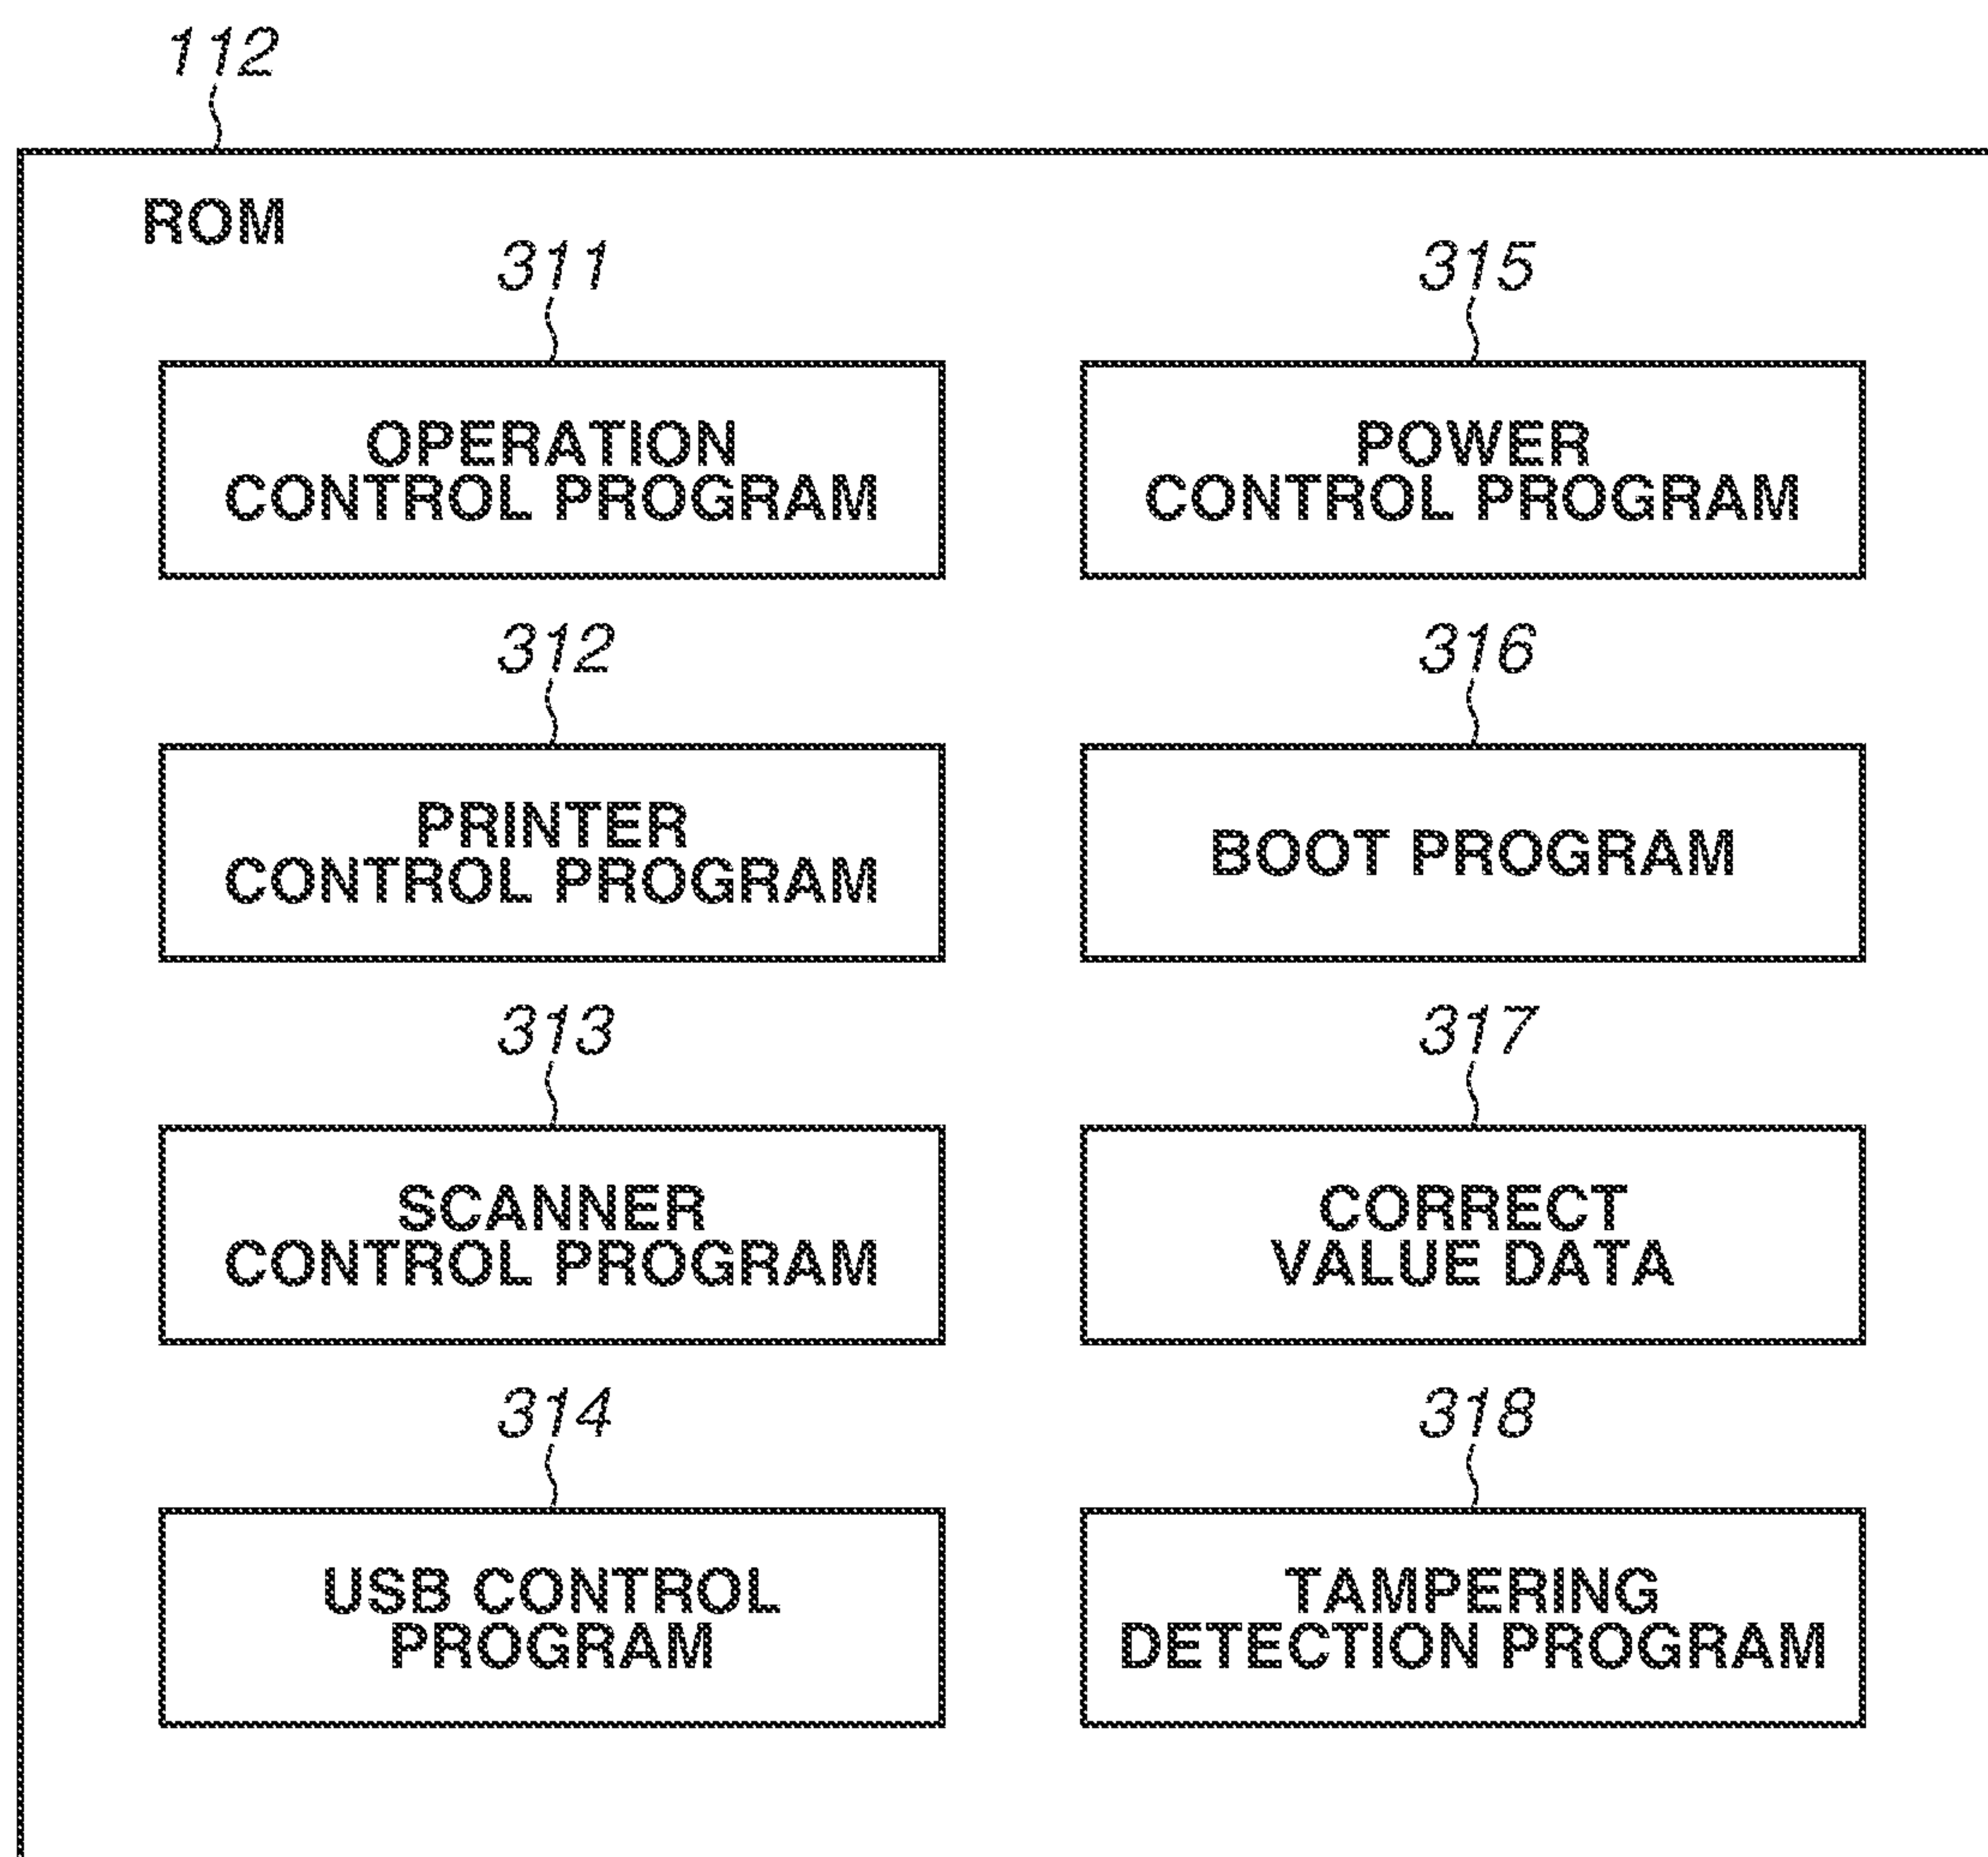 112
ROM
311
OPERATION
CONTROL PROGRAM
312
PRINTER
CONTROL PROGRAM
313
SCANNER
CONTROL PROGRAM
314
USB CONTROL
PROGRAM
315
POWER
CONTROL PROGRAM
316
BOOT PROGRAM
317
CORRECT
VALUE DATA
318
TAMPERING
DETECTION PROGRAM